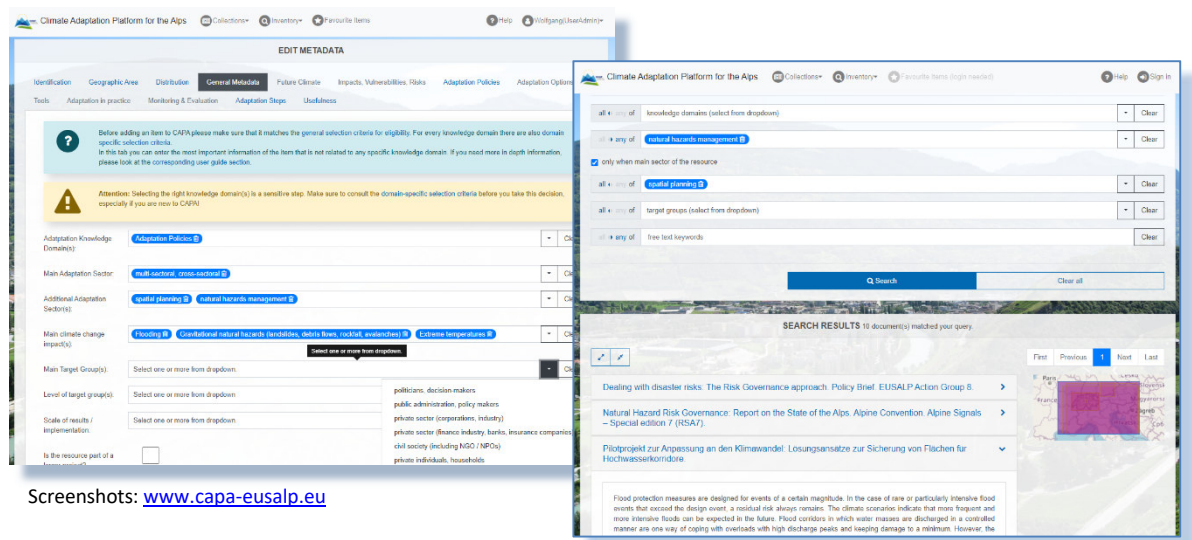 Climate Adaptation Platform for the Alps Collections Inventory Favourite Items Help Wolfgang(UserAdmin)
EDIT METADATA
Identification Geographic Area Distribution General Metadata Future Climate Impacts, Vulnerabilities, Risks Adaptation Policies Adaptation Options
Tools Adaptation in practice Monitoring & Evaluation Adaptation Steps Usefulness
? Before adding an item to CAPA please make sure that it matches the general selection criteria for eligibility. For every knowledge domain there are also domain
specific selection criteria.
In this tab you can enter the most important information of the item that is not related to any specific knowledge domain. If you need more in depth information,
please look at the corresponding user guide section.
Attention: Selecting the right knowledge domain(s) is a sensitive step. Make sure to consult the domain-specific selection criteria before you take this decision,
especially if you are new to CAPA!
Adatptation Knowledge
Domain(s):
Adaptation Policies
Main Adaptation Sector:
multi-sectoral, cross-sectoral
Additional Adaptation
Sector(s):
spatial planning natural hazards management
Main climate change
impact(s):
Flooding Gravitational natural hazards (landslides, debris flows, rockfall, avalanches) Extreme temperatures
Select one or more from dropdown.
Main Target Group(s):
Select one or more from dropdown.
politicians, decision-makers
public administration, policy makers
private sector (corporations, industry)
private sector (finance industry, banks, insurance companies
civil society (including NGO / NPOs)
private individuals, households
Level of target group(s):
Select one or more from dropdown.
Scale of results /
implementation:
Select one or more from dropdown.
Is the resource part of a
Screenshots: www.capa-eusalp.eu
Climate Adaptation Platform for the Alps Collections Inventory Favourite Items (login needed) Help Sign in
all any of knowledge domains (select from dropdown) Clear
all any of natural hazards management Clear
only when main sector of the resource
all any of spatial planning Clear
all any of target groups (select from dropdown) Clear
all any of free text keywords Clear
Search Clear all
SEARCH RESULTS 10 document(s) matched your query.
First Previous 1 Next Last
Dealing with disaster risks: The Risk Governance approach. Policy Brief. EUSALP Action Group 8.
Natural Hazard Risk Governance: Report on the State of the Alps. Alpine Convention. Alpine Signals
– Special edition 7 (RSA7).
Pilotprojekt zur Anpassung an den Klimawandel: Lösungsansätze zur Sicherung von Flächen für
Hochwasserkorridore
Flood protection measures are designed for events of a certain magnitude. In the case of rare or particularly intensive flood
events that exceed the design event, a residual risk always remains. The climate scenarios indicate that more frequent and
more intensive floods can be expected in the future. Flood corridors in which water masses are discharged in a controlled
manner are one way of coping with overloads with high discharge peaks and keeping damage to a minimum. However, the